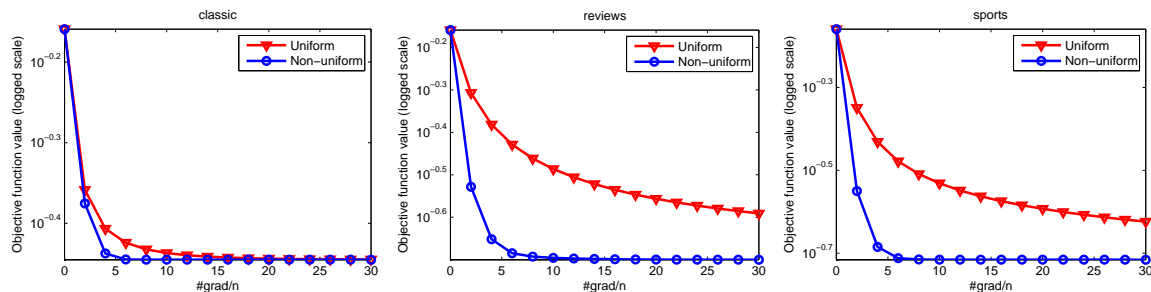 classic
Objective function value (logged scale)
10^−0.2
10^−0.3
10^−0.4
Uniform
Non−uniform
0 5 10 15 20 25 30
#grad/n
reviews
Objective function value (logged scale)
10^−0.2
10^−0.3
10^−0.4
10^−0.5
10^−0.6
Uniform
Non−uniform
0 5 10 15 20 25 30
#grad/n
sports
Objective function value (logged scale)
10^−0.3
10^−0.5
10^−0.7
Uniform
Non−uniform
0 5 10 15 20 25 30
#grad/n